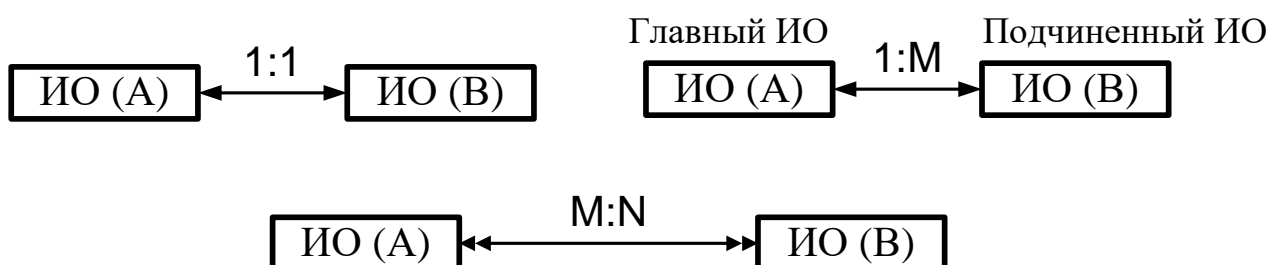 Главный ИО Подчиненный ИО
1:1 1:М
ИО (А) ИО (В) ИО (А) ИО (В)
M:N
ИО (А) ИО (В)